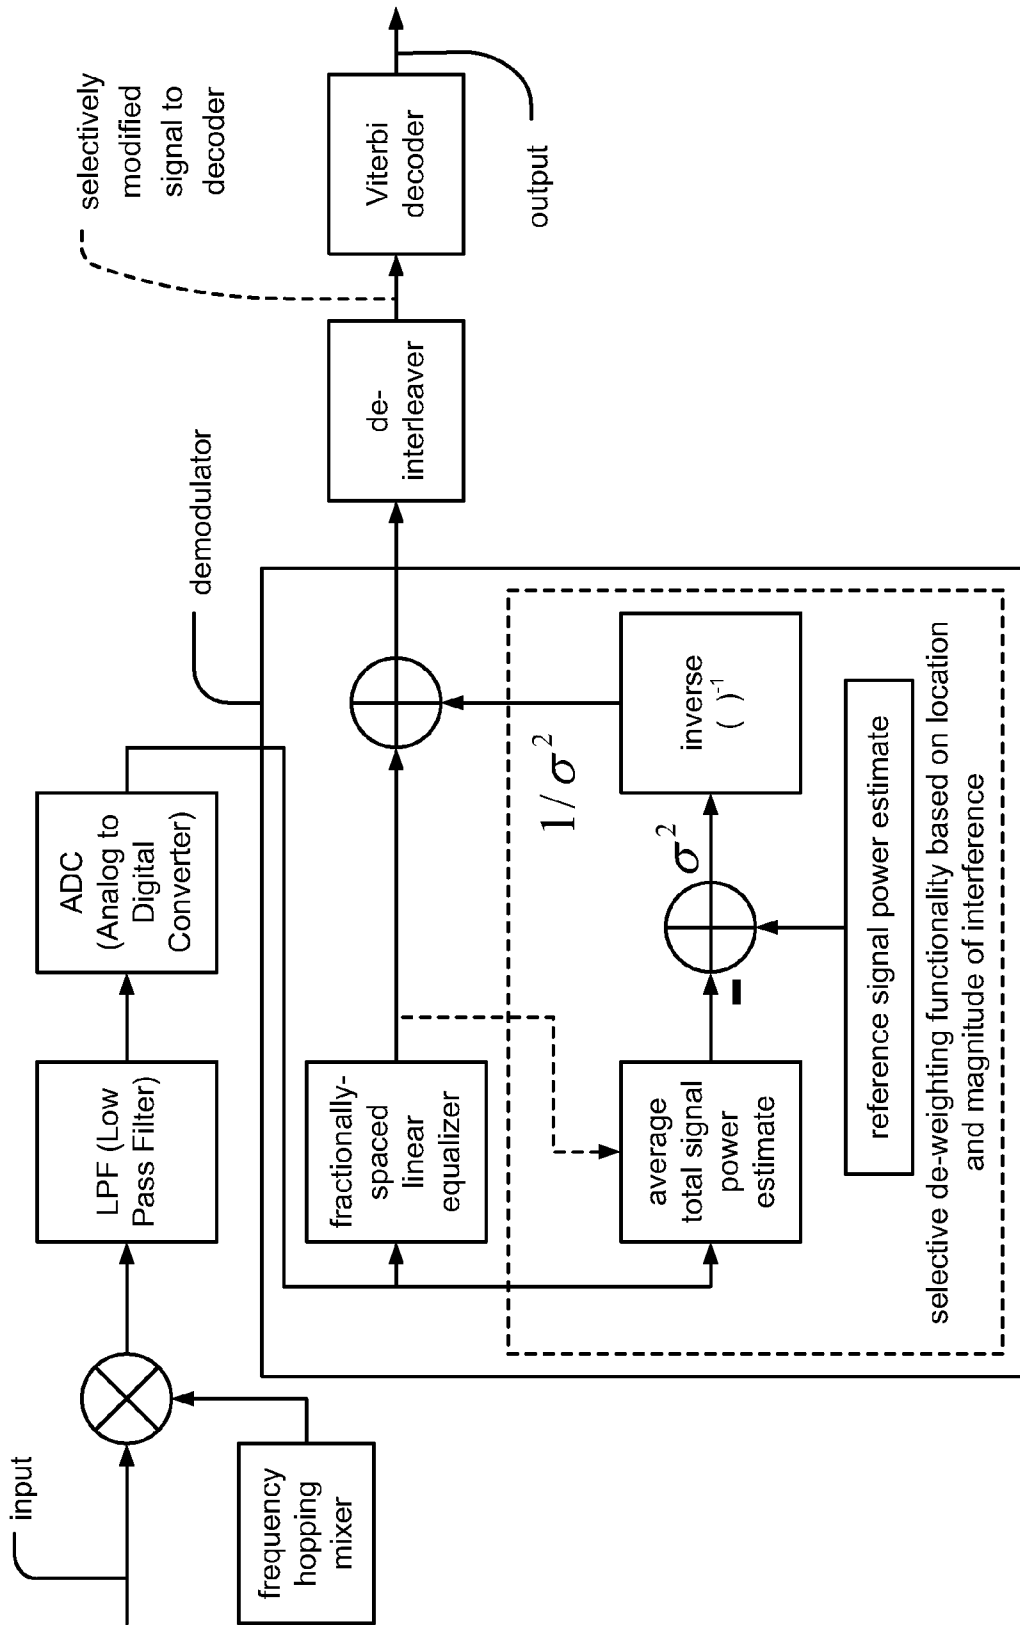 input
frequency
hopping
mixer
LPF (Low
Pass Filter)
ADC
(Analog to
Digital
Converter)
demodulator
fractionally-
spaced
linear
equalizer
average
total signal
power
estimate
-
σ²
inverse
( )⁻¹
1/σ²
reference signal power estimate
selective de-weighting functionality based on location
and magnitude of interference
de-
interleaver
selectively
modified
signal to
decoder
Viterbi
decoder
output